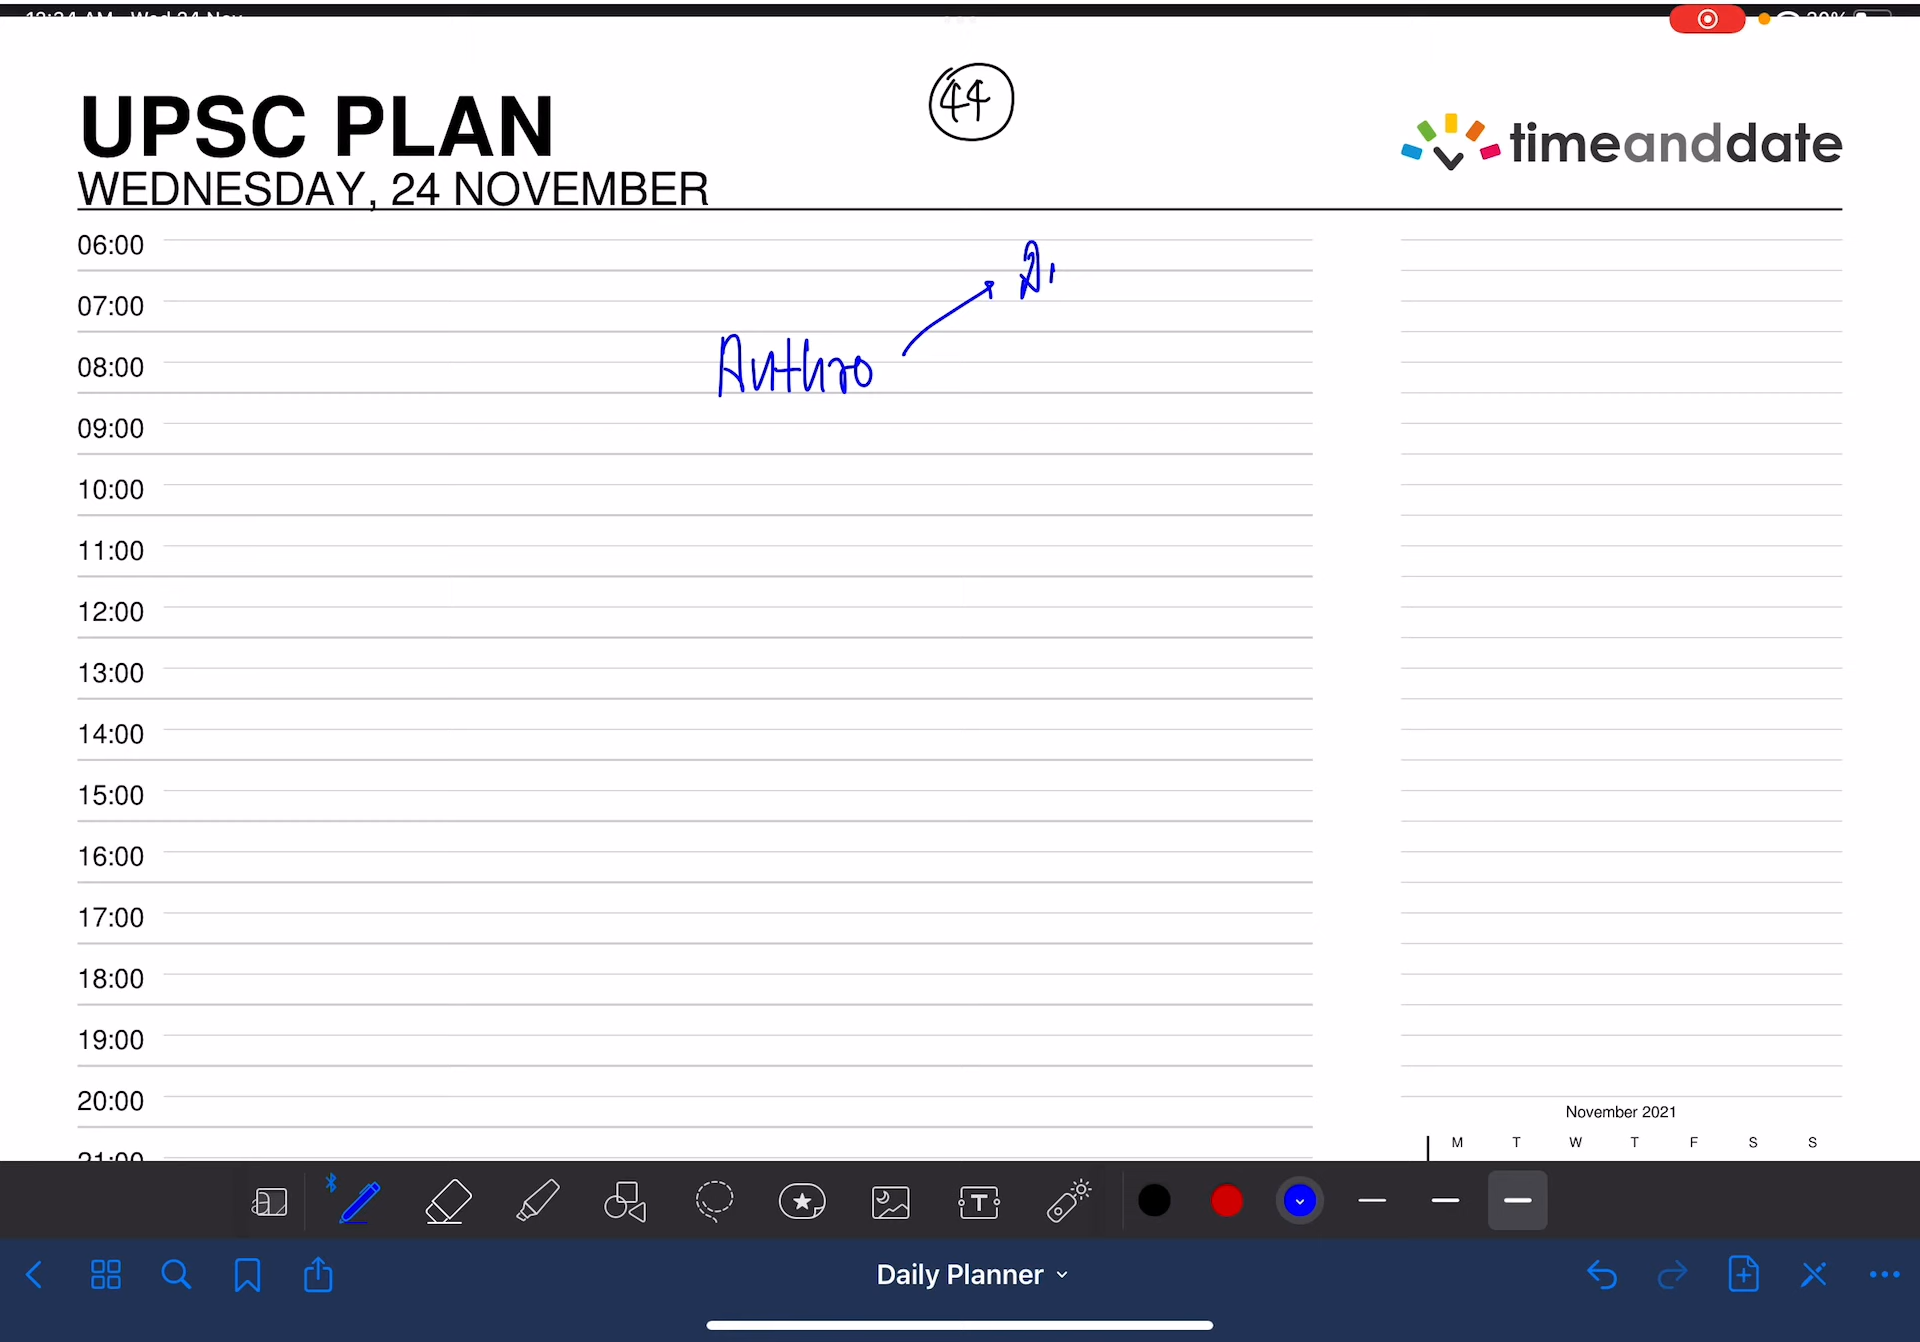 44
UPSC PLAN
timeanddate
WEDNESDAY, 24 NOVEMBER
06:00
07:00
Anthro
08:00
09:00
10:00
11:00
12:00
13:00
14:00
15:00
16:00
17:00
18:00
19:00
20:00
November 2021
M T W T F S S
21:00
T
Daily Planner